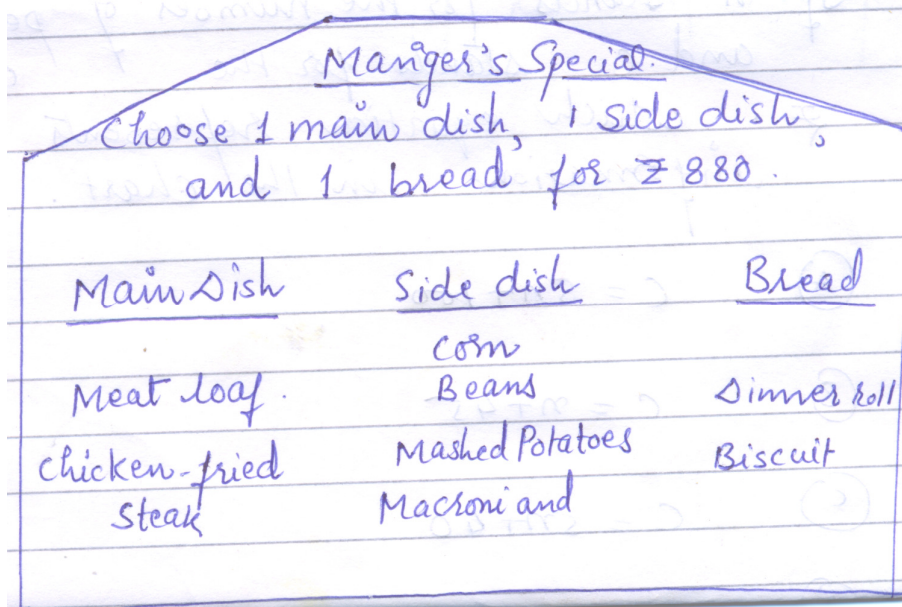 Maniger's Special.
Choose 1 main dish, 1 side dish,
and 1 bread for ₹ 880.
Main Dish Side dish Bread
Corn
Meat loaf. Beans Dinner roll
Chicken-fried Mashed Potatoes Biscuit
Steak Macroni and